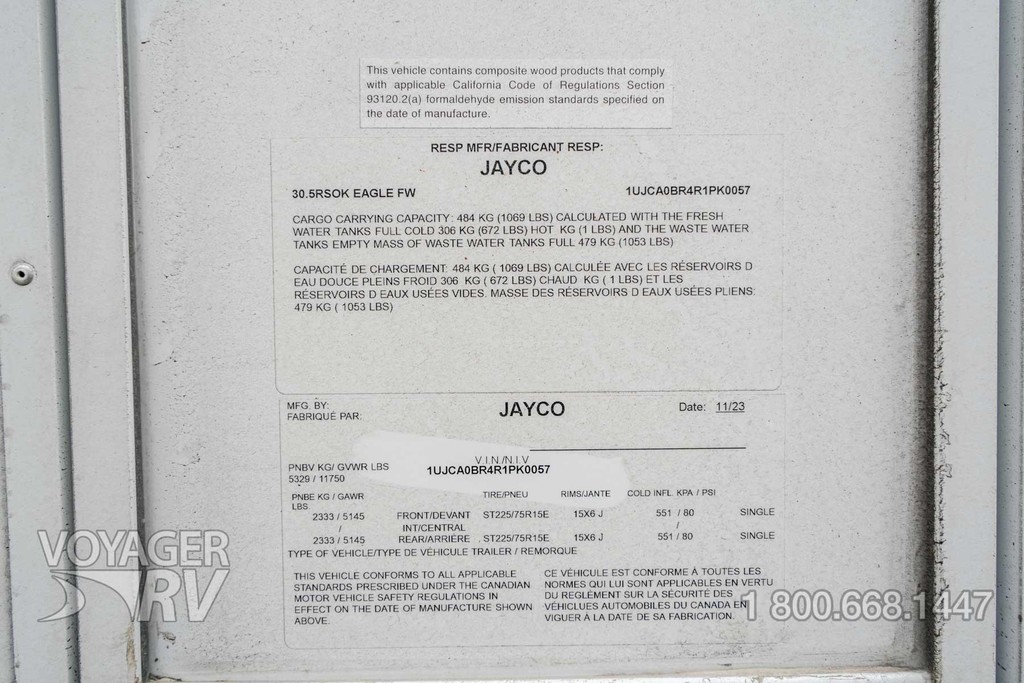 This vehicle contains composite wood products that comply
with applicable California Code of Regulations Section
93120.2(a) formaldehyde emission standards specified on
the date of manufacture.
RESP MFR/FABRICANT RESP:
JAYCO
30.5RSOK EAGLE FW 1UJCA0BR4R1PK0057
CARGO CARRYING CAPACITY: 484 KG (1069 LBS) CALCULATED WITH THE FRESH
WATER TANKS FULL COLD 306 KG (672 LBS) HOT KG (1 LBS) AND THE WASTE WATER
TANKS EMPTY MASS OF WASTE WATER TANKS FULL 479 KG (1053 LBS)
CAPACITÉ DE CHARGEMENT: 484 KG ( 1069 LBS) CALCULÉE AVEC LES RÉSERVOIRS D
EAU DOUCE PLEINS FROID 306 KG ( 672 LBS) CHAUD KG ( 1 LBS) ET LES
RÉSERVOIRS D EAUX USÉES VIDES. MASSE DES RÉSERVOIRS D EAUX USÉES PLIENS:
479 KG ( 1053 LBS)
MFG. BY: JAYCO Date: 11/23
FABRIQUÉ PAR:
V I N /N I V
PNBV KG/ GVWR LBS 1UJCA0BR4R1PK0057
5329 / 11750
PNBE KG / GAWR TIRE/PNEU RIMS/JANTE COLD INFL. KPA / PSI
LBS
2333 / 5145 FRONT/DEVANT ST225/75R15E 15X6 J 551 / 80 SINGLE
/ INT/CENTRAL /
2333 / 5145 REAR/ARRIÈRE . ST225/75R15E 15X6 J 551 / 80 SINGLE
TYPE OF VEHICLE/TYPE DE VÉHICULE TRAILER / REMORQUE
THIS VEHICLE CONFORMS TO ALL APPLICABLE
STANDARDS PRESCRIBED UNDER THE CANADIAN
MOTOR VEHICLE SAFETY REGULATIONS IN
EFFECT ON THE DATE OF MANUFACTURE SHOWN
ABOVE.
CE VÉHICULE EST CONFORME À TOUTES LES
NORMES QUI LUI SONT APPLICABLES EN VERTU
DU REGLÉMENT SUR LA SÉCURITÉ DES
VÉHICLUES AUTOMOBILES DU CANADA EN
VIGUER À LA DATE DE SA FABRICATION.
VOYAGER
RV
1 800.668.1447